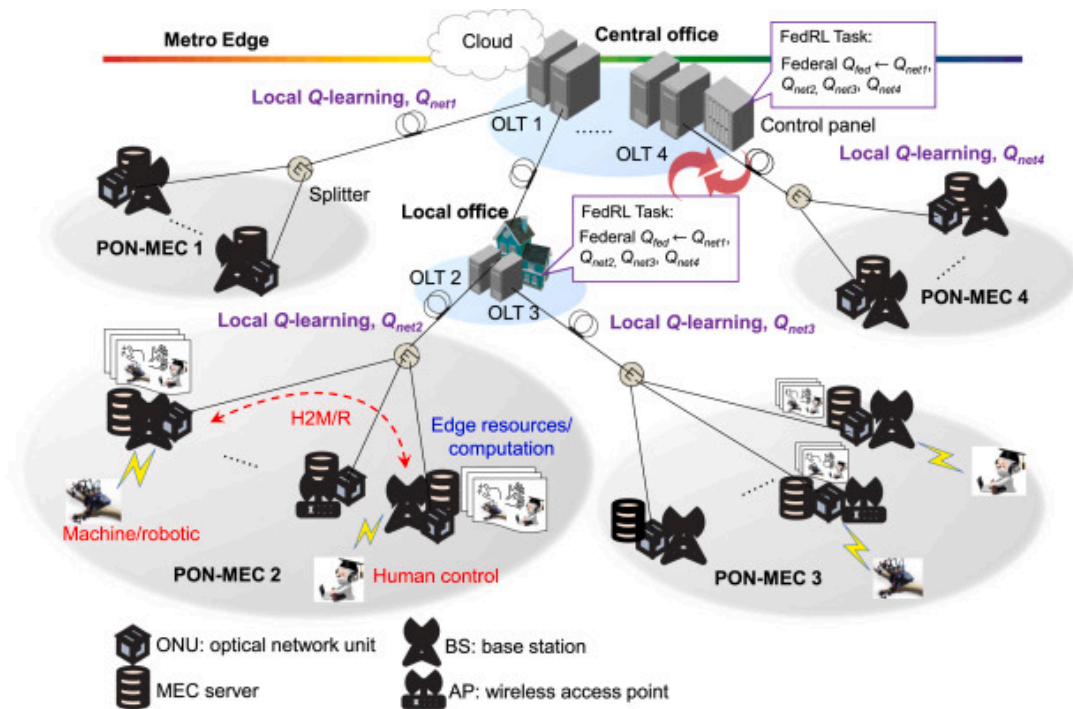 Metro Edge
Cloud
Central office
FedRL Task:
Federal Q_fed ← Q_net1,
Q_net2, Q_net3, Q_net4
Local Q-learning, Q_net1
OLT 1
......
OLT 4
Control panel
Local Q-learning, Q_net4
Splitter
Local office
FedRL Task:
Federal Q_fed ← Q_net1,
Q_net2, Q_net3, Q_net4
PON-MEC 1
OLT 2
OLT 3
PON-MEC 4
Local Q-learning, Q_net2
Local Q-learning, Q_net3
H2M/R
Edge resources/
computation
Machine/robotic
Human control
PON-MEC 2
PON-MEC 3
ONU: optical network unit
BS: base station
MEC server
AP: wireless access point